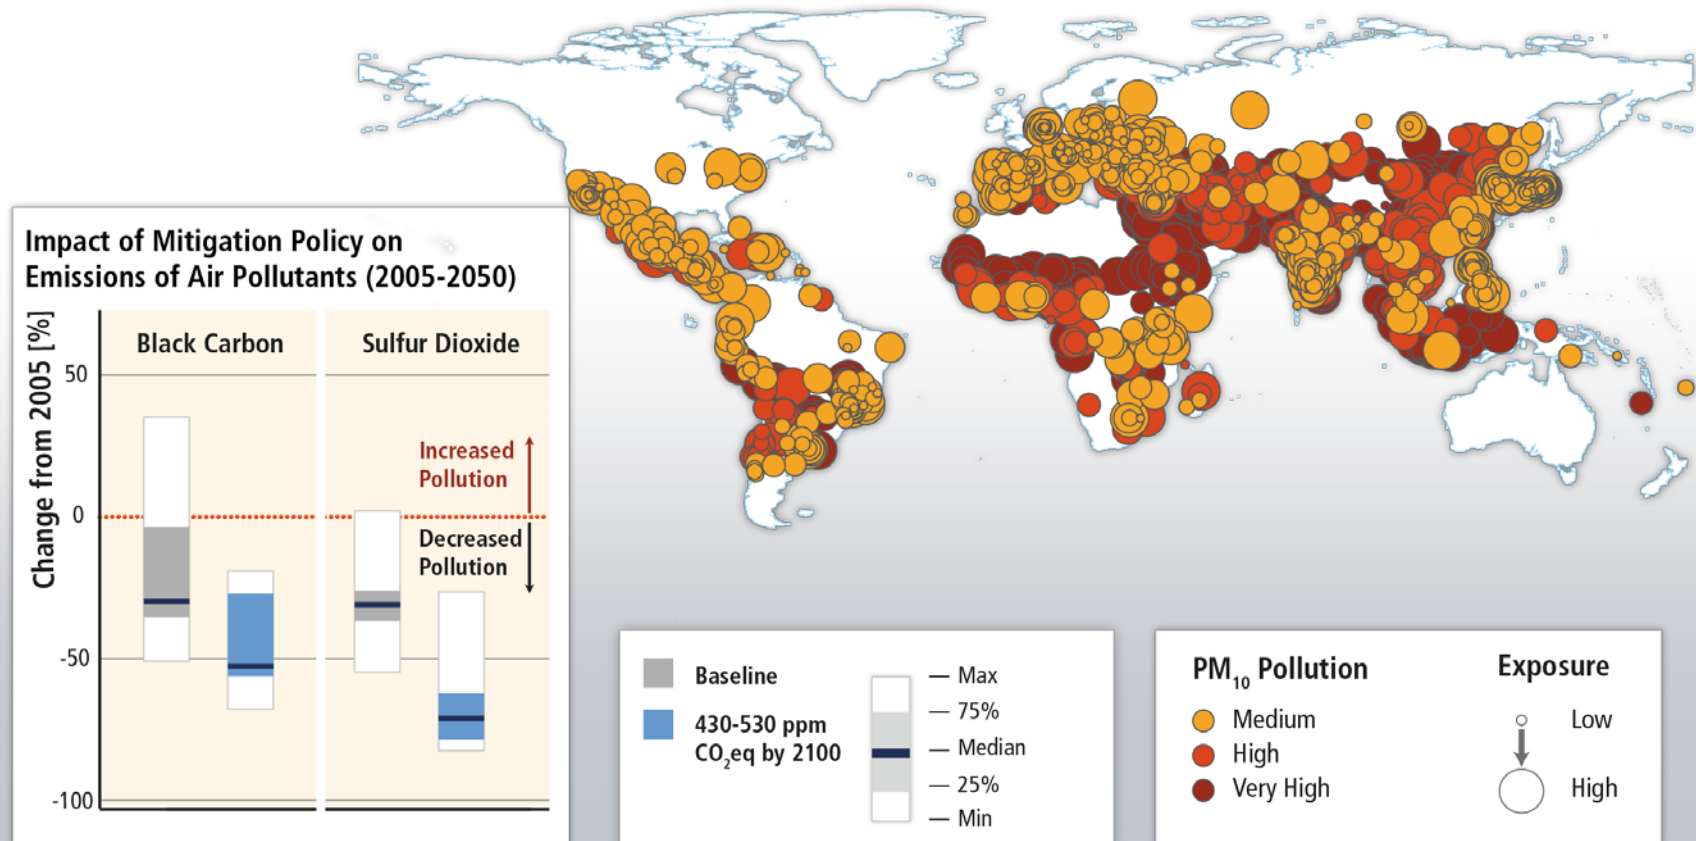 Impact of Mitigation Policy on
Emissions of Air Pollutants (2005-2050)
Change from 2005 [%]
Black Carbon
Sulfur Dioxide
50
0
-50
-100
Increased
Pollution
Decreased
Pollution
Baseline
430-530 ppm
CO₂eq by 2100
Max
75%
Median
25%
Min
PM₁₀ Pollution
Medium
High
Very High
Exposure
Low
High